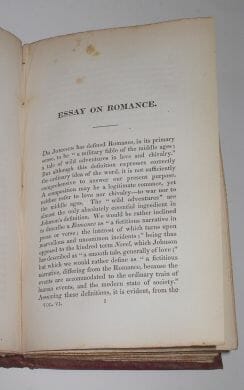 ESSAY ON ROMANCE.
DR JOHNSON has defined Romance, in its primary
sense, to be "a military fable of the middle ages;
a tale of wild adventures in love and chivalry."
But although this definition expresses correctly
the ordinary idea of the word, it is not sufficiently
comprehensive to answer our present purpose.
A composition may be a legitimate romance, yet
neither refer to love nor chivalry—to war nor to
the middle ages. The "wild adventures" are
almost the only absolutely essential ingredient in
Johnson's definition. We would be rather inclined
to describe a Romance as "a fictitious narrative in
prose or verse; the interest of which turns upon
marvellous and uncommon incidents;" being thus
opposed to the kindred term Novel, which Johnson
has described as "a smooth tale, generally of love;"
but which we would rather define as "a fictitious
narrative, differing from the Romance, because the
events are accommodated to the ordinary train of
human events, and the modern state of society."
Assuming these definitions, it is evident, from the
VOL. VI. I